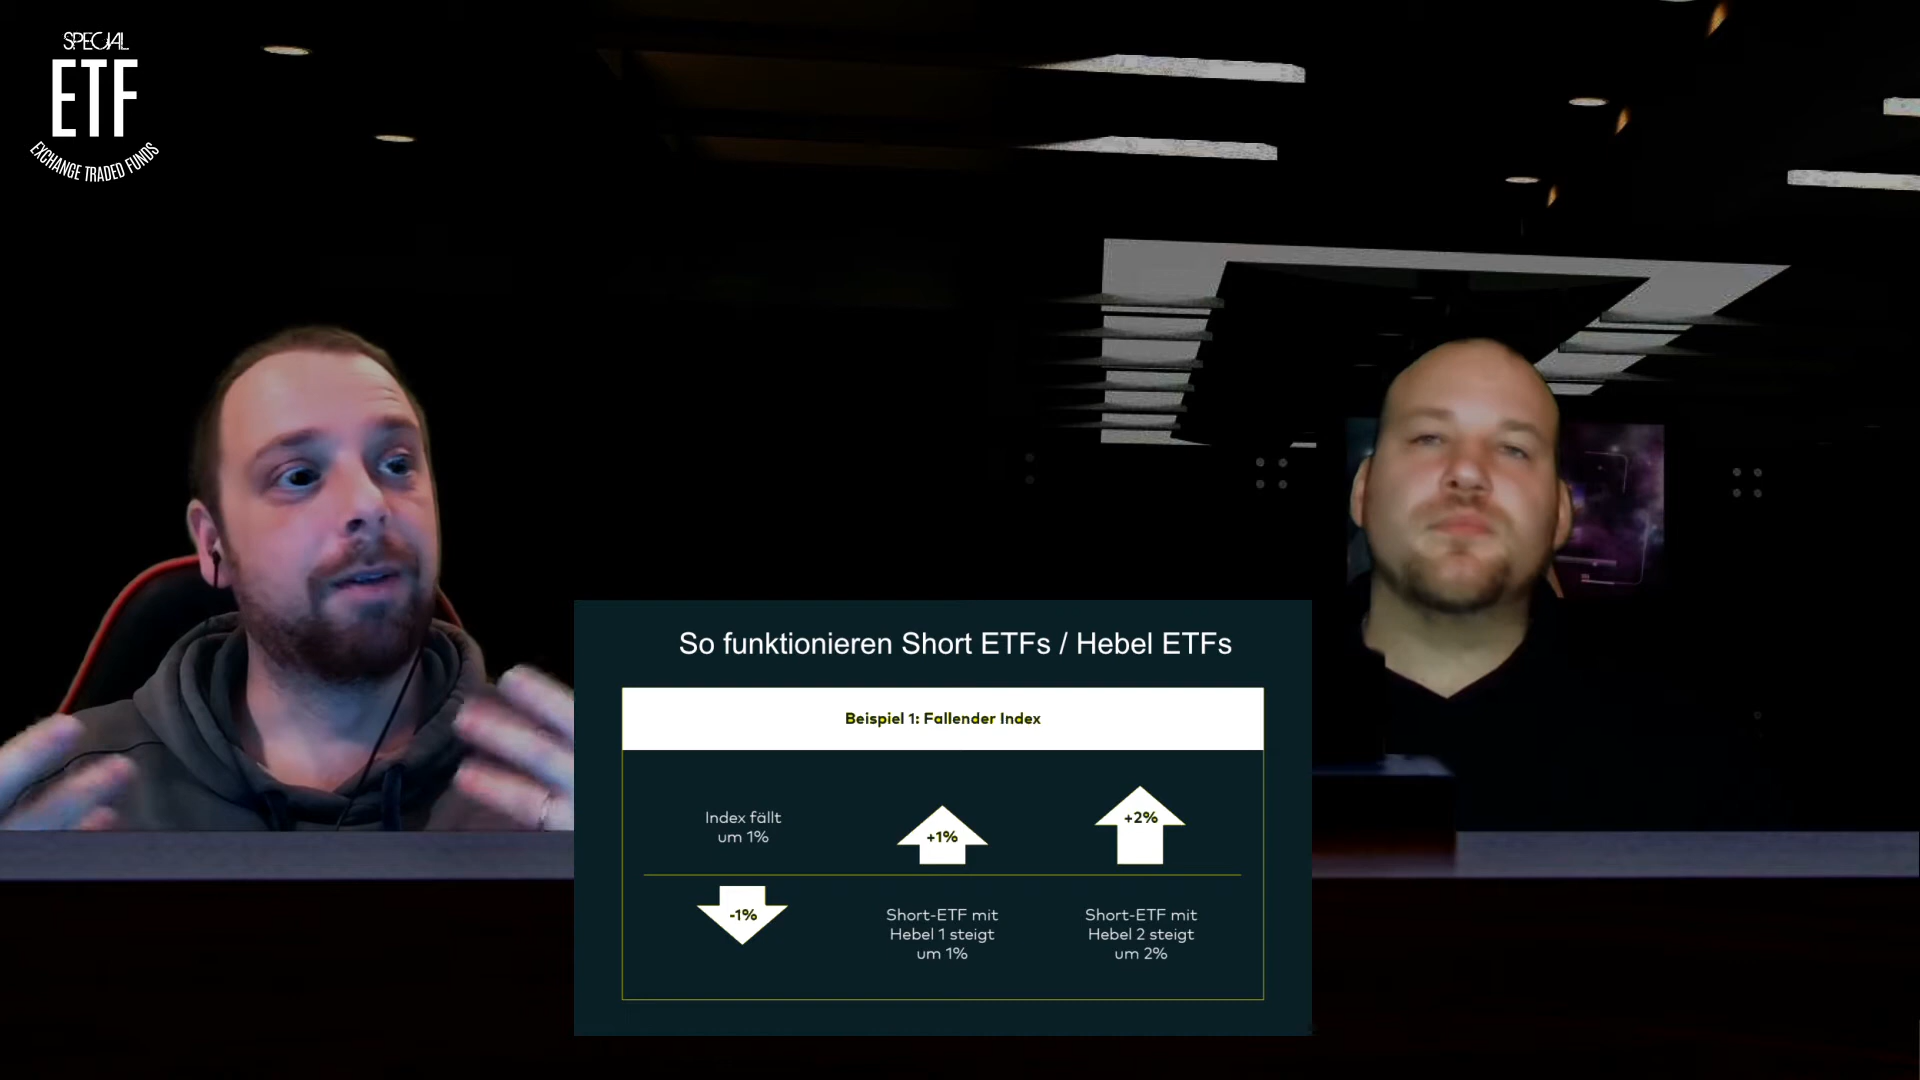 SPECIAL
ETF
EXCHANGE TRADED FUNDS
So funktionieren Short ETFs / Hebel ETFs
Beispiel 1: Fallender Index
Index fällt
um 1%
+1%
+2%
-1%
Short-ETF mit
Hebel 1 steigt
um 1%
Short-ETF mit
Hebel 2 steigt
um 2%